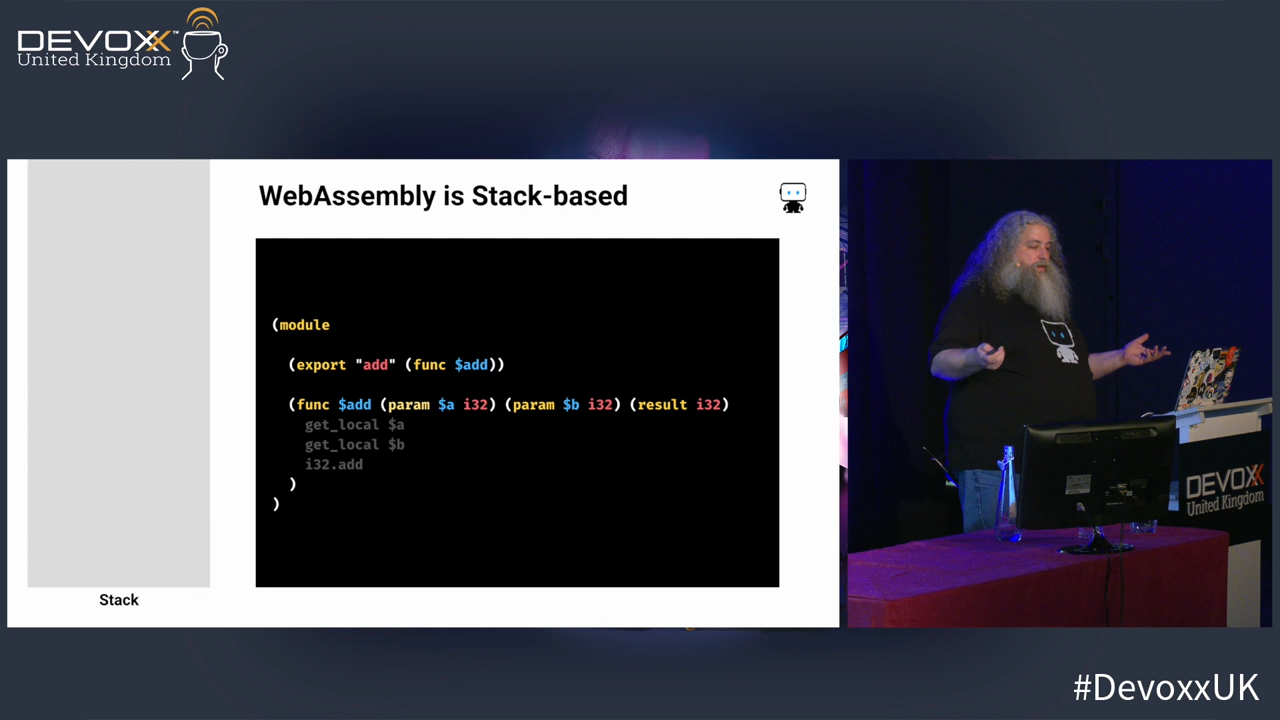 DEVOXX™
United Kingdom
WebAssembly is Stack-based
(module
(export "add" (func $add))
(func $add (param $a i32) (param $b i32) (result i32)
get_local $a
get_local $b
i32.add
)
)
Stack
DEVOXX
United Kingdom
#DevoxxUK